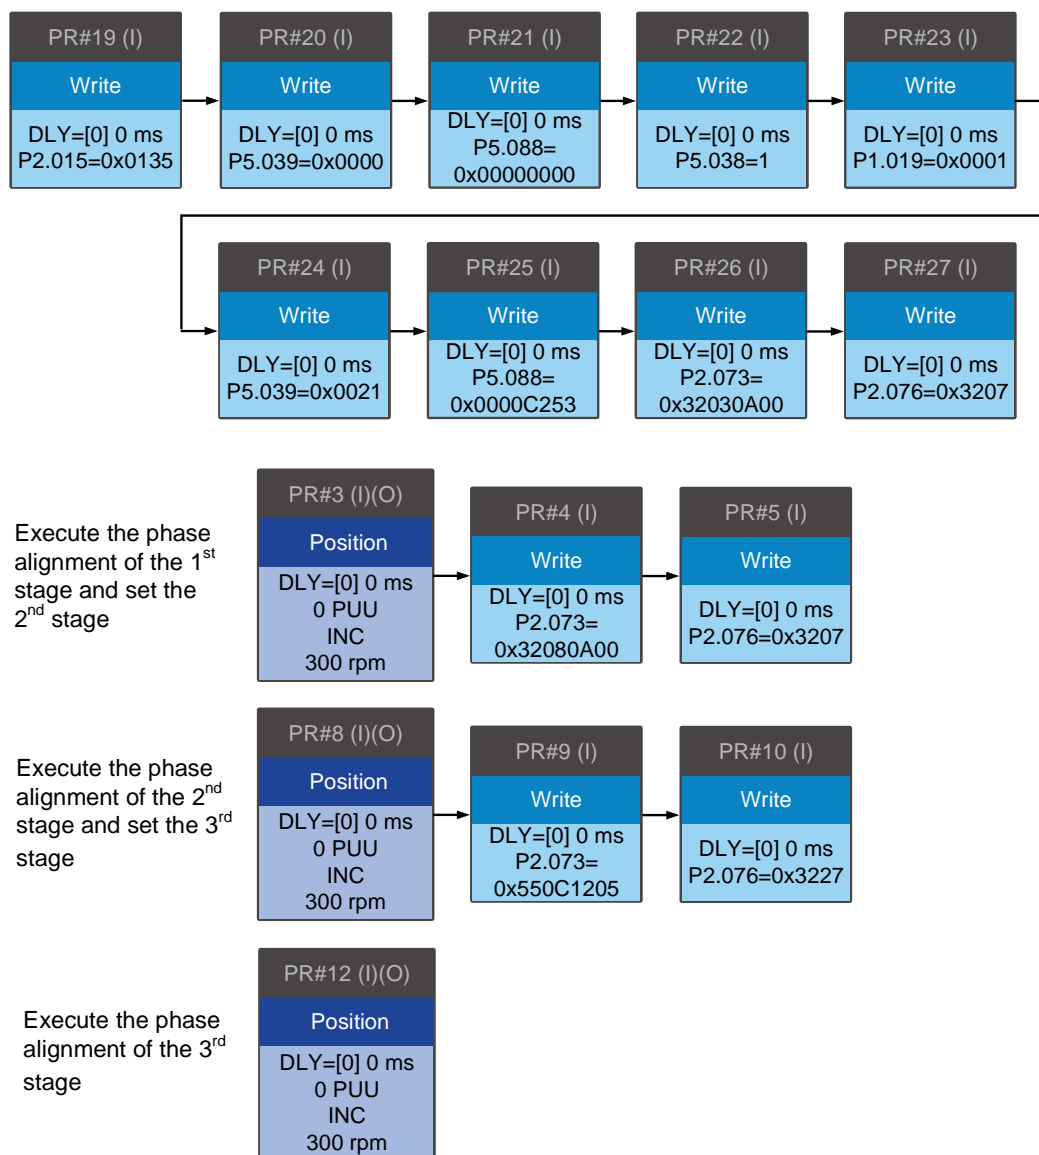 PR#19 (I)
Write
DLY=[0] 0 ms
P2.015=0x0135
PR#20 (I)
Write
DLY=[0] 0 ms
P5.039=0x0000
PR#21 (I)
Write
DLY=[0] 0 ms
P5.088=
0x00000000
PR#22 (I)
Write
DLY=[0] 0 ms
P5.038=1
PR#23 (I)
Write
DLY=[0] 0 ms
P1.019=0x0001
PR#24 (I)
Write
DLY=[0] 0 ms
P5.039=0x0021
PR#25 (I)
Write
DLY=[0] 0 ms
P5.088=
0x0000C253
PR#26 (I)
Write
DLY=[0] 0 ms
P2.073=
0x32030A00
PR#27 (I)
Write
DLY=[0] 0 ms
P2.076=0x3207
Execute the phase
alignment of the 1st
stage and set the
2nd stage
PR#3 (I)(O)
Position
DLY=[0] 0 ms
0 PUU
INC
300 rpm
PR#4 (I)
Write
DLY=[0] 0 ms
P2.073=
0x32080A00
PR#5 (I)
Write
DLY=[0] 0 ms
P2.076=0x3207
Execute the phase
alignment of the 2nd
stage and set the 3rd
stage
PR#8 (I)(O)
Position
DLY=[0] 0 ms
0 PUU
INC
300 rpm
PR#9 (I)
Write
DLY=[0] 0 ms
P2.073=
0x550C1205
PR#10 (I)
Write
DLY=[0] 0 ms
P2.076=0x3227
Execute the phase
alignment of the 3rd
stage
PR#12 (I)(O)
Position
DLY=[0] 0 ms
0 PUU
INC
300 rpm